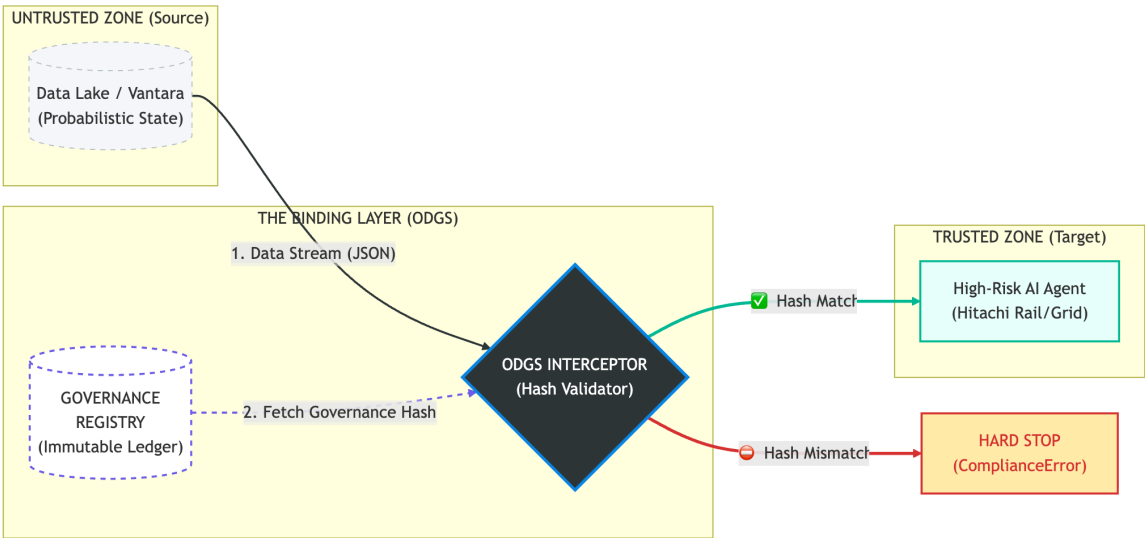 UNTRUSTED ZONE (Source)
Data Lake / Vantara
(Probabilistic State)
THE BINDING LAYER (ODGS)
1. Data Stream (JSON)
GOVERNANCE
REGISTRY
(Immutable Ledger)
2. Fetch Governance Hash
ODGS INTERCEPTOR
(Hash Validator)
✅ Hash Match
⛔ Hash Mismatch
TRUSTED ZONE (Target)
High-Risk AI Agent
(Hitachi Rail/Grid)
HARD STOP
(ComplianceError)